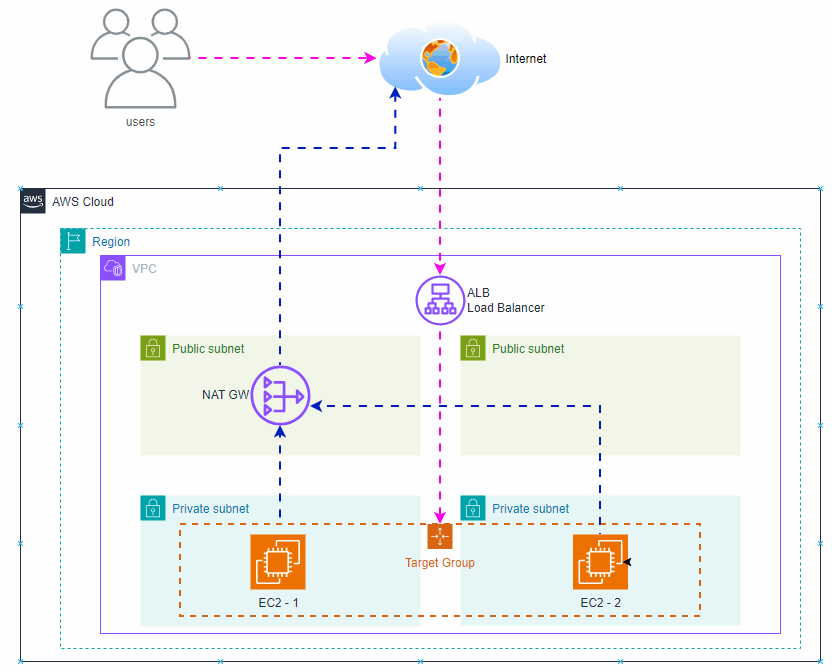 Internet
users
aws
AWS Cloud
Region
VPC
ALB
Load Balancer
Public subnet
Public subnet
NAT GW
Private subnet
Private subnet
Target Group
EC2 - 1
EC2 - 2